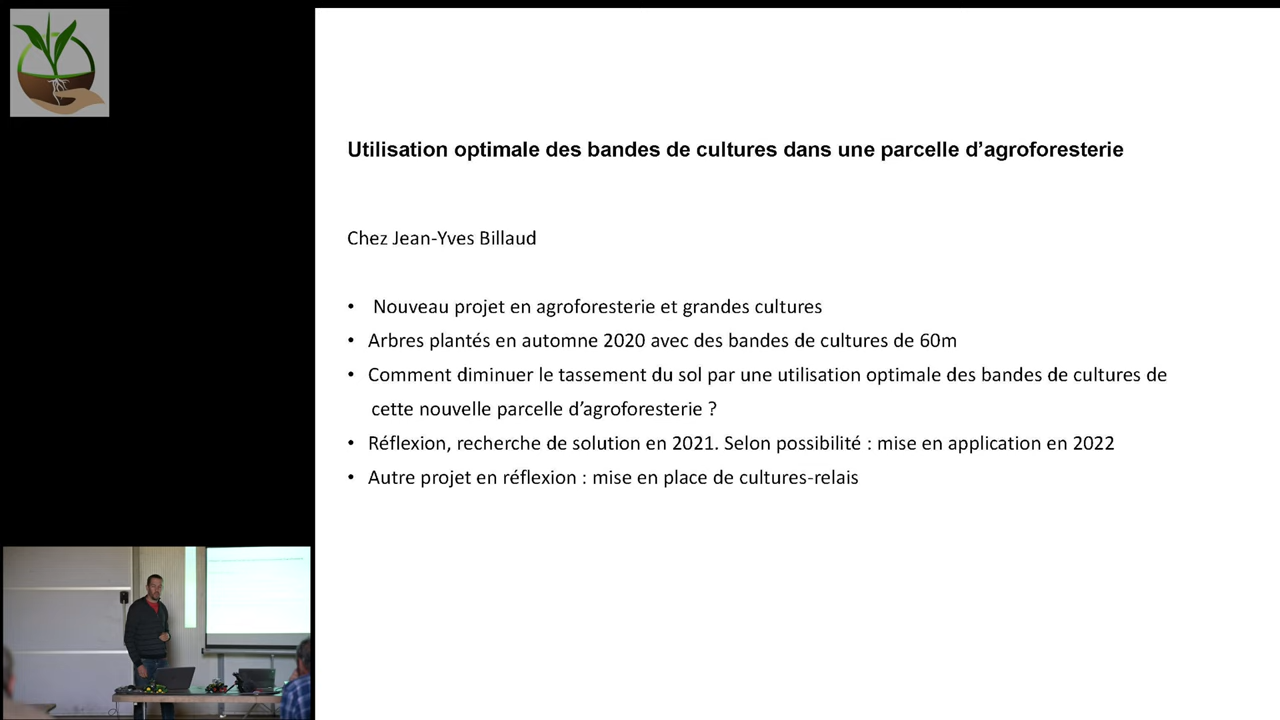 Utilisation optimale des bandes de cultures dans une parcelle d’agroforesterie
Chez Jean-Yves Billaud
• Nouveau projet en agroforesterie et grandes cultures
• Arbres plantés en automne 2020 avec des bandes de cultures de 60m
• Comment diminuer le tassement du sol par une utilisation optimale des bandes de cultures de
cette nouvelle parcelle d’agroforesterie ?
• Réflexion, recherche de solution en 2021. Selon possibilité : mise en application en 2022
• Autre projet en réflexion : mise en place de cultures-relais